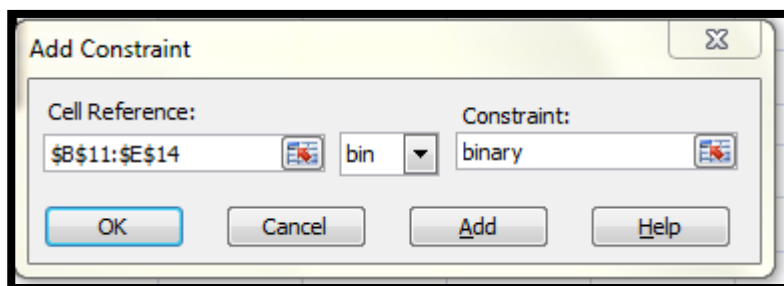 Add Constraint
Cell Reference:
Constraint:
$B$11:$E$14
bin
binary
OK
Cancel
Add
Help